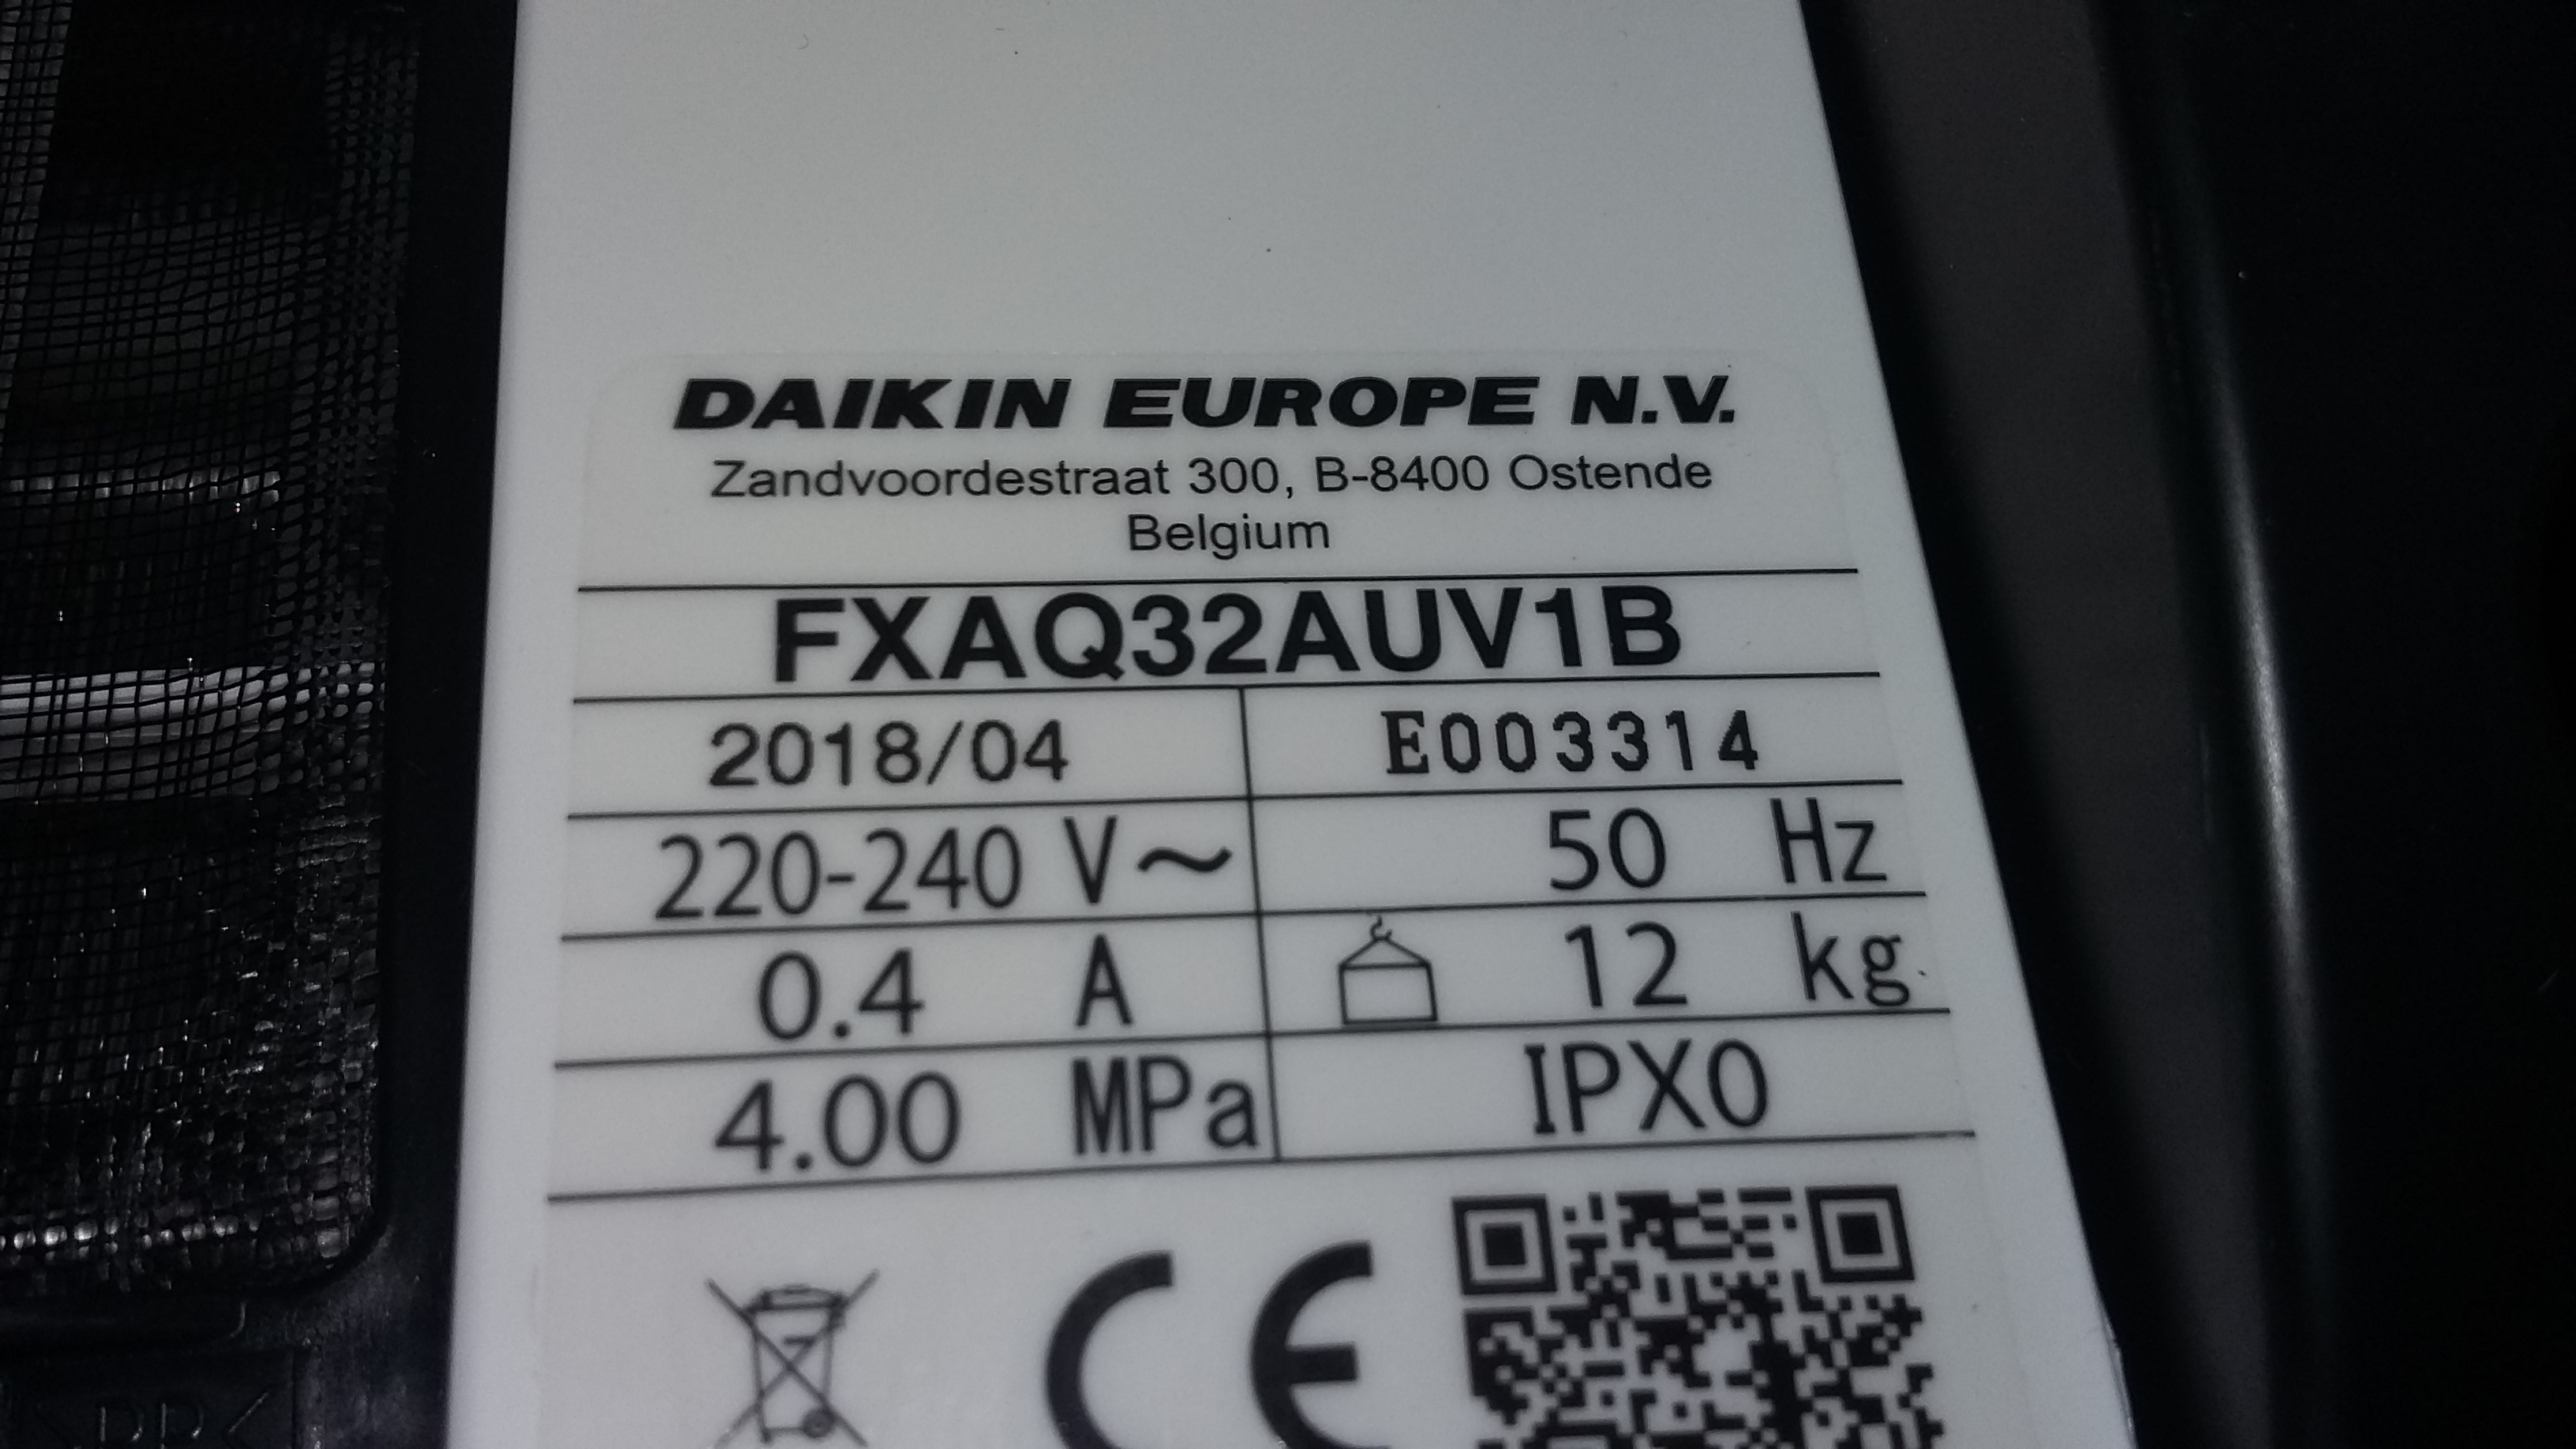 DAIKIN EUROPE N.V.
Zandvoordestraat 300, B-8400 Ostende
Belgium
FXAQ32AUV1B
2018/04 E003314
220-240 V~ 50 Hz
0.4 A 12 kg
4.00 MPa IPX0
CE